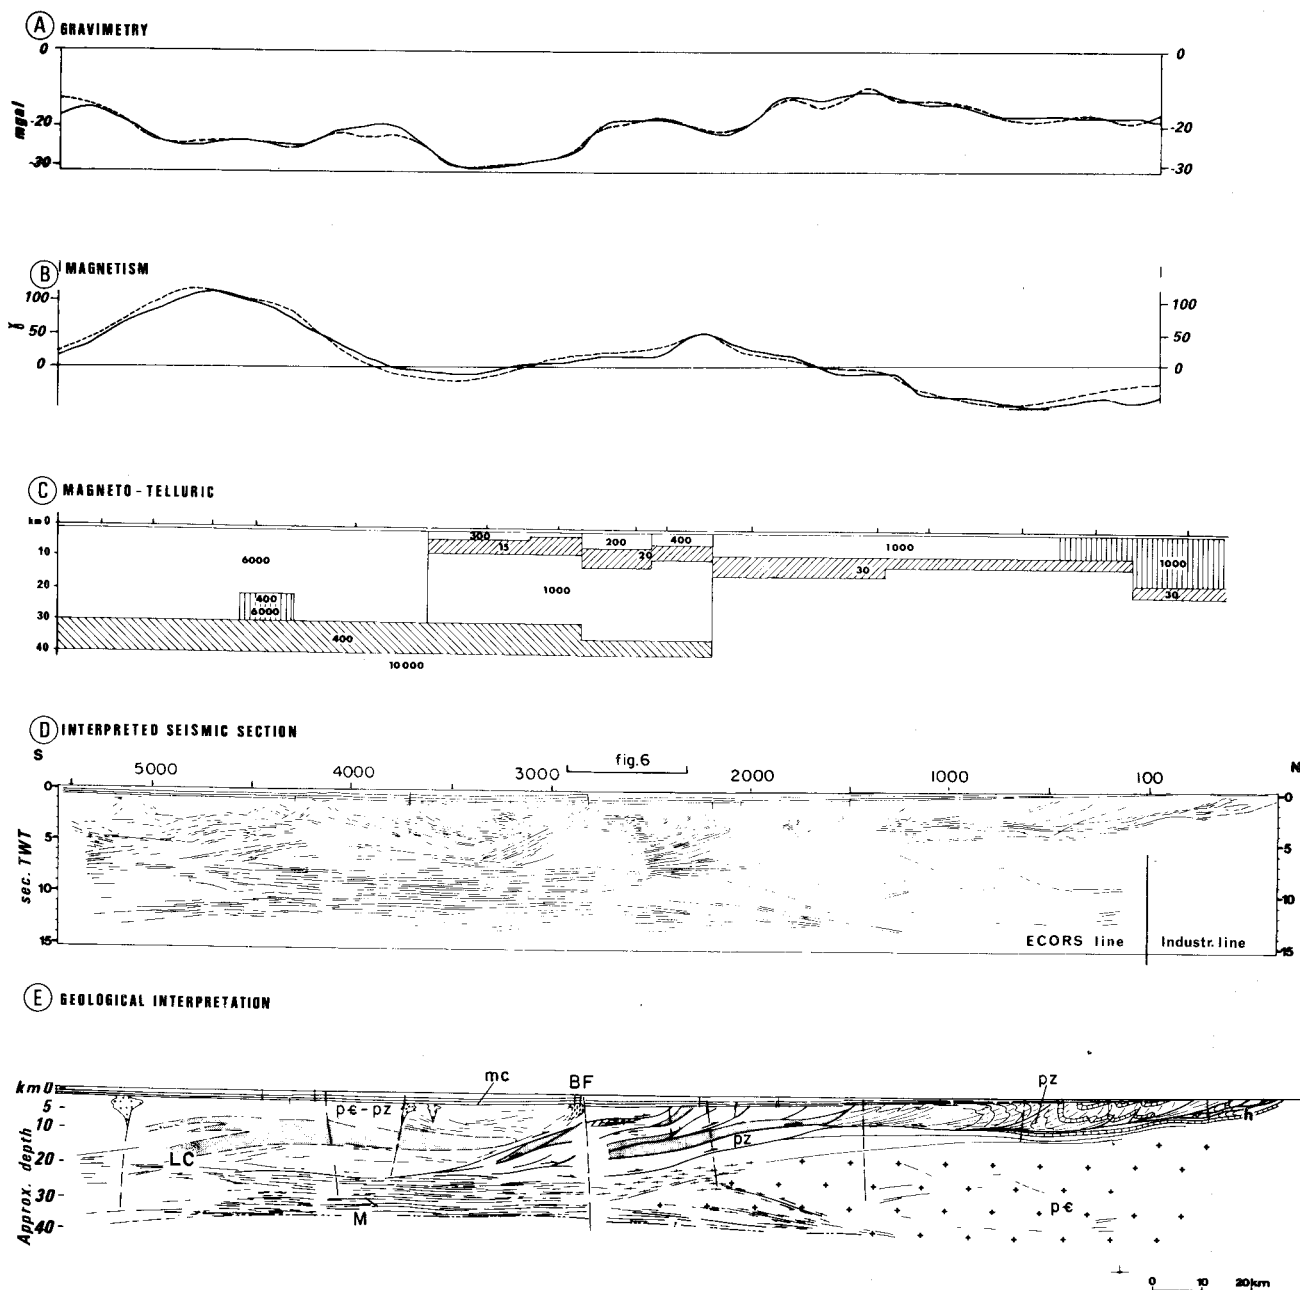 A GRAVIMETRY
0 0
mgal
-20 -20
-30 -30
B MAGNETISM
100 100
γ
50 50
0 0
C MAGNETO-TELLURIC
km 0
300 200 400
15 20 1000
10
6000 1000
20 30 30
1000
400
6000
30
400
40
10000
D INTERPRETED SEISMIC SECTION
S N
fig.6
5000 4000 3000 2000 1000 100
0 0
5 5
sec. TWT
10 10
15 15
ECORS line Industr. line
E GEOLOGICAL INTERPRETATION
mc BF pz
km 0
5 -
p€-pz h
10 -
pz
LC
20 -
Approx. depth
30 -
p€
M
40 -
0 10 20km